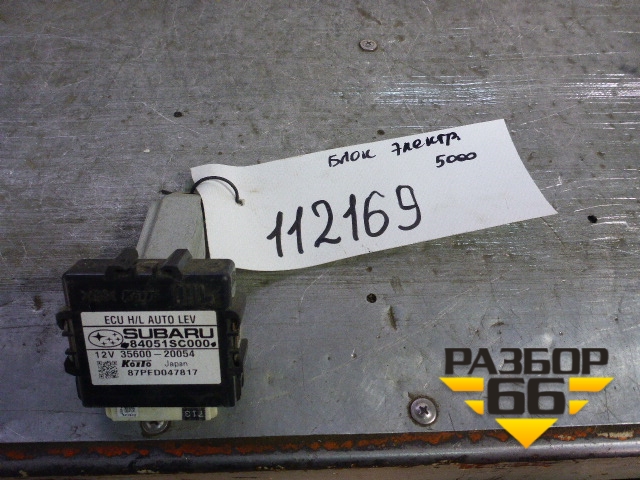 Блок электр
5000
112169
ECU H/L AUTO LEV
SUBARU
84051SC000
12V 35600-20054
KOITO Japan
87PFD047817
РАЗБОР
66